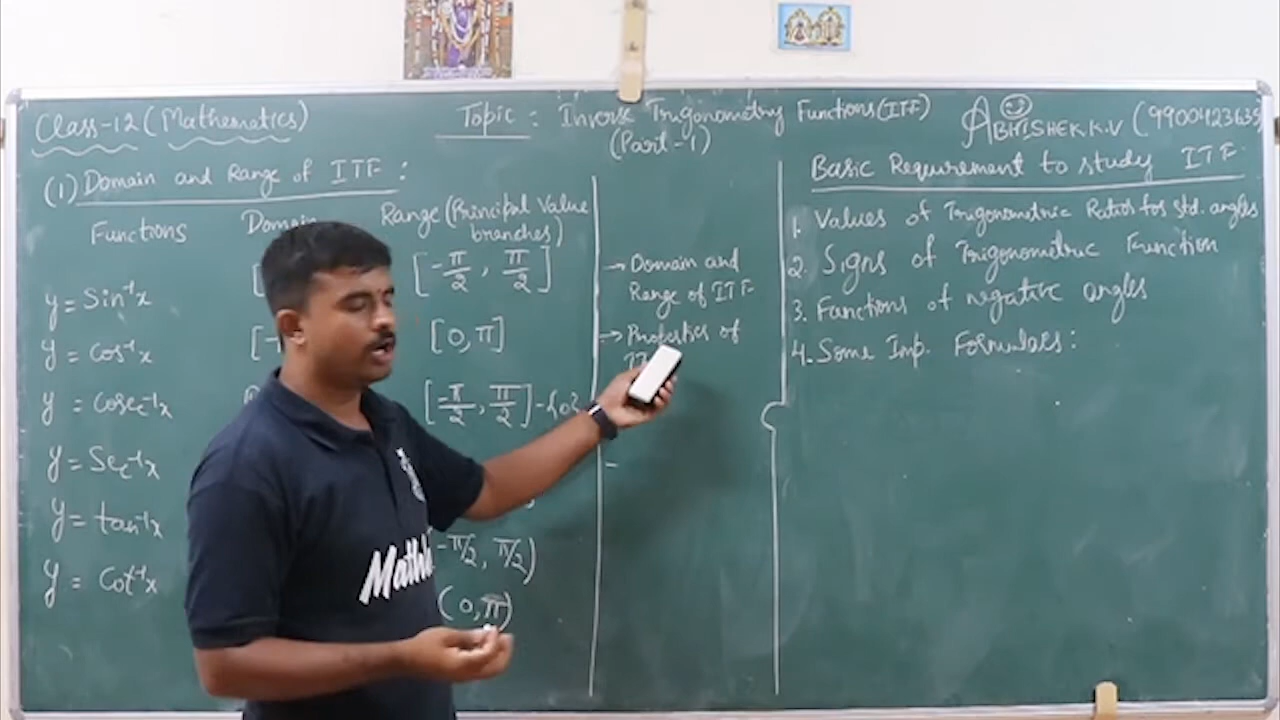 Class-12 (Mathematics)
Topic : Inverse Trigonometry Functions (ITF)
(Part-1)
ABHISHEK.K.V (9900423635)
(1) Domain and Range of ITF :
Functions Domain Range (Principal Value
branches)
y = Sin⁻¹x [ [-π/2, π/2]
y = Cos⁻¹x [- [0, π]
y = Cosec⁻¹x [-π/2, π/2] - {0}
y = Sec⁻¹x
y = tan⁻¹x -π/2, π/2)
y = Cot⁻¹x (0, π)
→ Domain and
Range of ITF
→ Properties of
Basic Requirement to study ITF
1. Values of Trigonometric Ratios for std. angles
2. Signs of Trigonometric Function
3. Functions of negative angles
4. Some Imp. Formulaes :